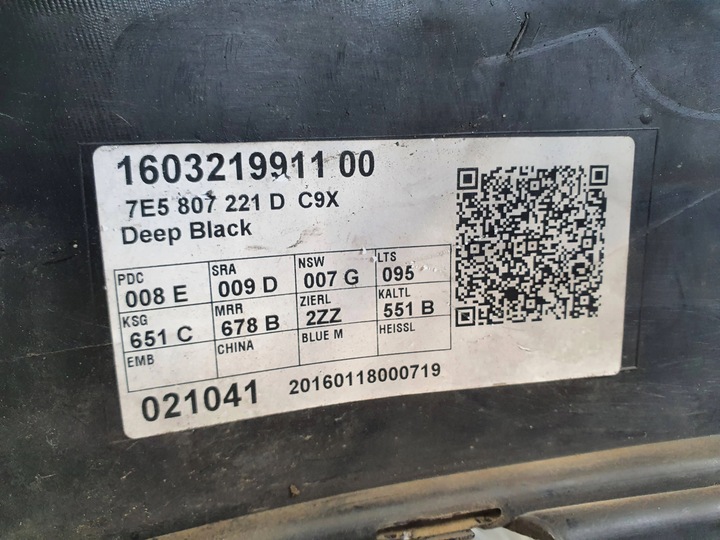 1603219911 00
7E5 807 221 D C9X
Deep Black
PDC SRA NSW LTS
008 E 009 D 007 G 095
KSG MRR ZIERL KALTL
651 C 678 B 2ZZ 551 B
EMB CHINA BLUE M HEISSL
021041 20160118000719